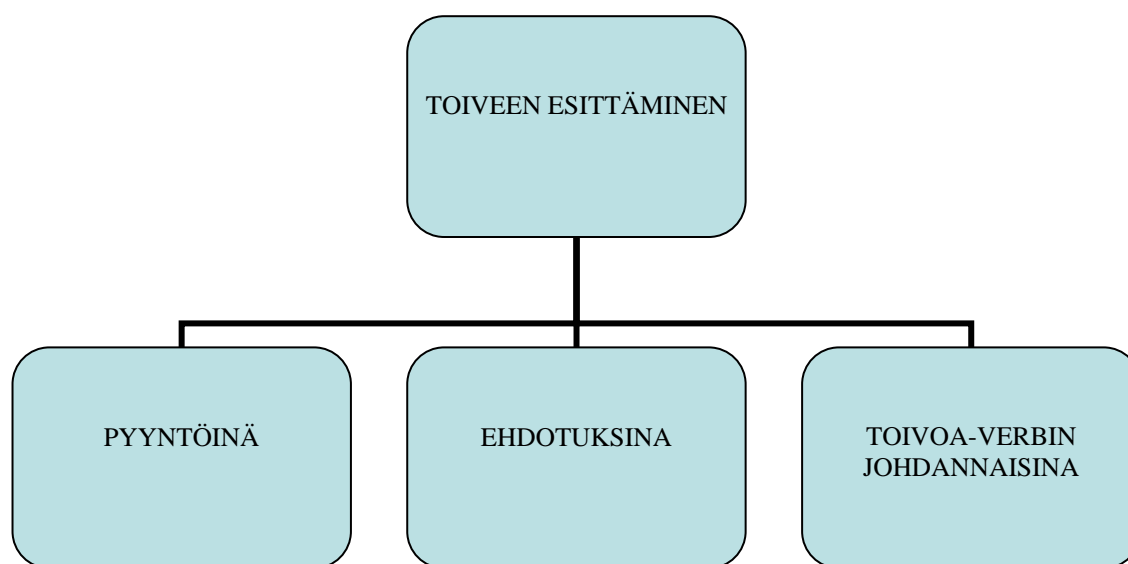 TOIVEEN ESITTÄMINEN
PYYNTÖINÄ
EHDOTUKSINA
TOIVOA-VERBIN
JOHDANNAISINA